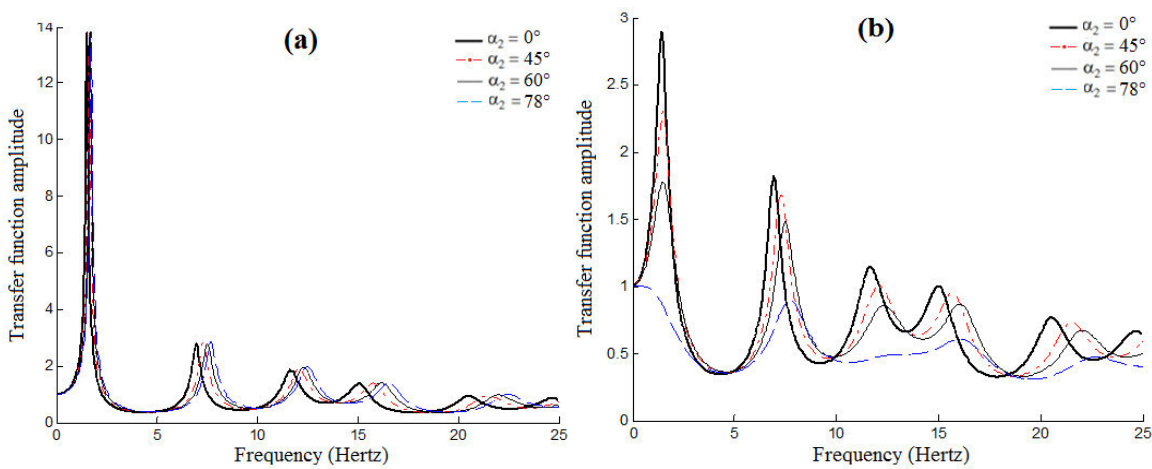 (a)
α₂ = 0°
α₂ = 45°
α₂ = 60°
α₂ = 78°
14
12
10
8
6
4
2
0
0 5 10 15 20 25
Transfer function amplitude
Frequency (Hertz)
(b)
α₂ = 0°
α₂ = 45°
α₂ = 60°
α₂ = 78°
3
2.5
2
1.5
1
0.5
0
0 5 10 15 20 25
Transfer function amplitude
Frequency (Hertz)